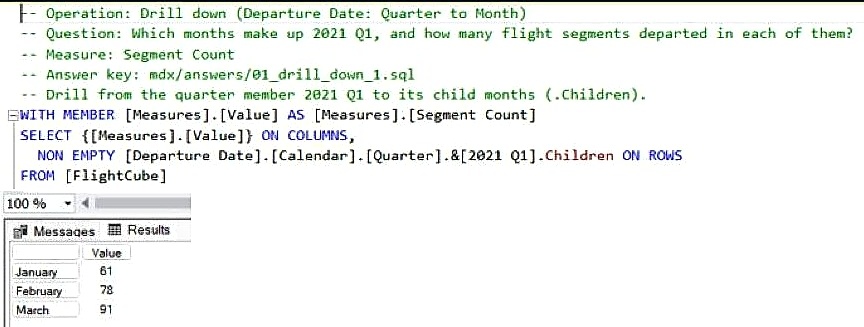 -- Operation: Drill down (Departure Date: Quarter to Month)
-- Question: Which months make up 2021 Q1, and how many flight segments departed in each of them?
-- Measure: Segment Count
-- Answer key: mdx/answers/01_drill_down_1.sql
-- Drill from the quarter member 2021 Q1 to its child months (.Children).
WITH MEMBER [Measures].[Value] AS [Measures].[Segment Count]
SELECT {[Measures].[Value]} ON COLUMNS,
NON EMPTY [Departure Date].[Calendar].[Quarter].&[2021 Q1].Children ON ROWS
FROM [FlightCube]
100 %
Messages Results
Value
January 61
February 78
March 91